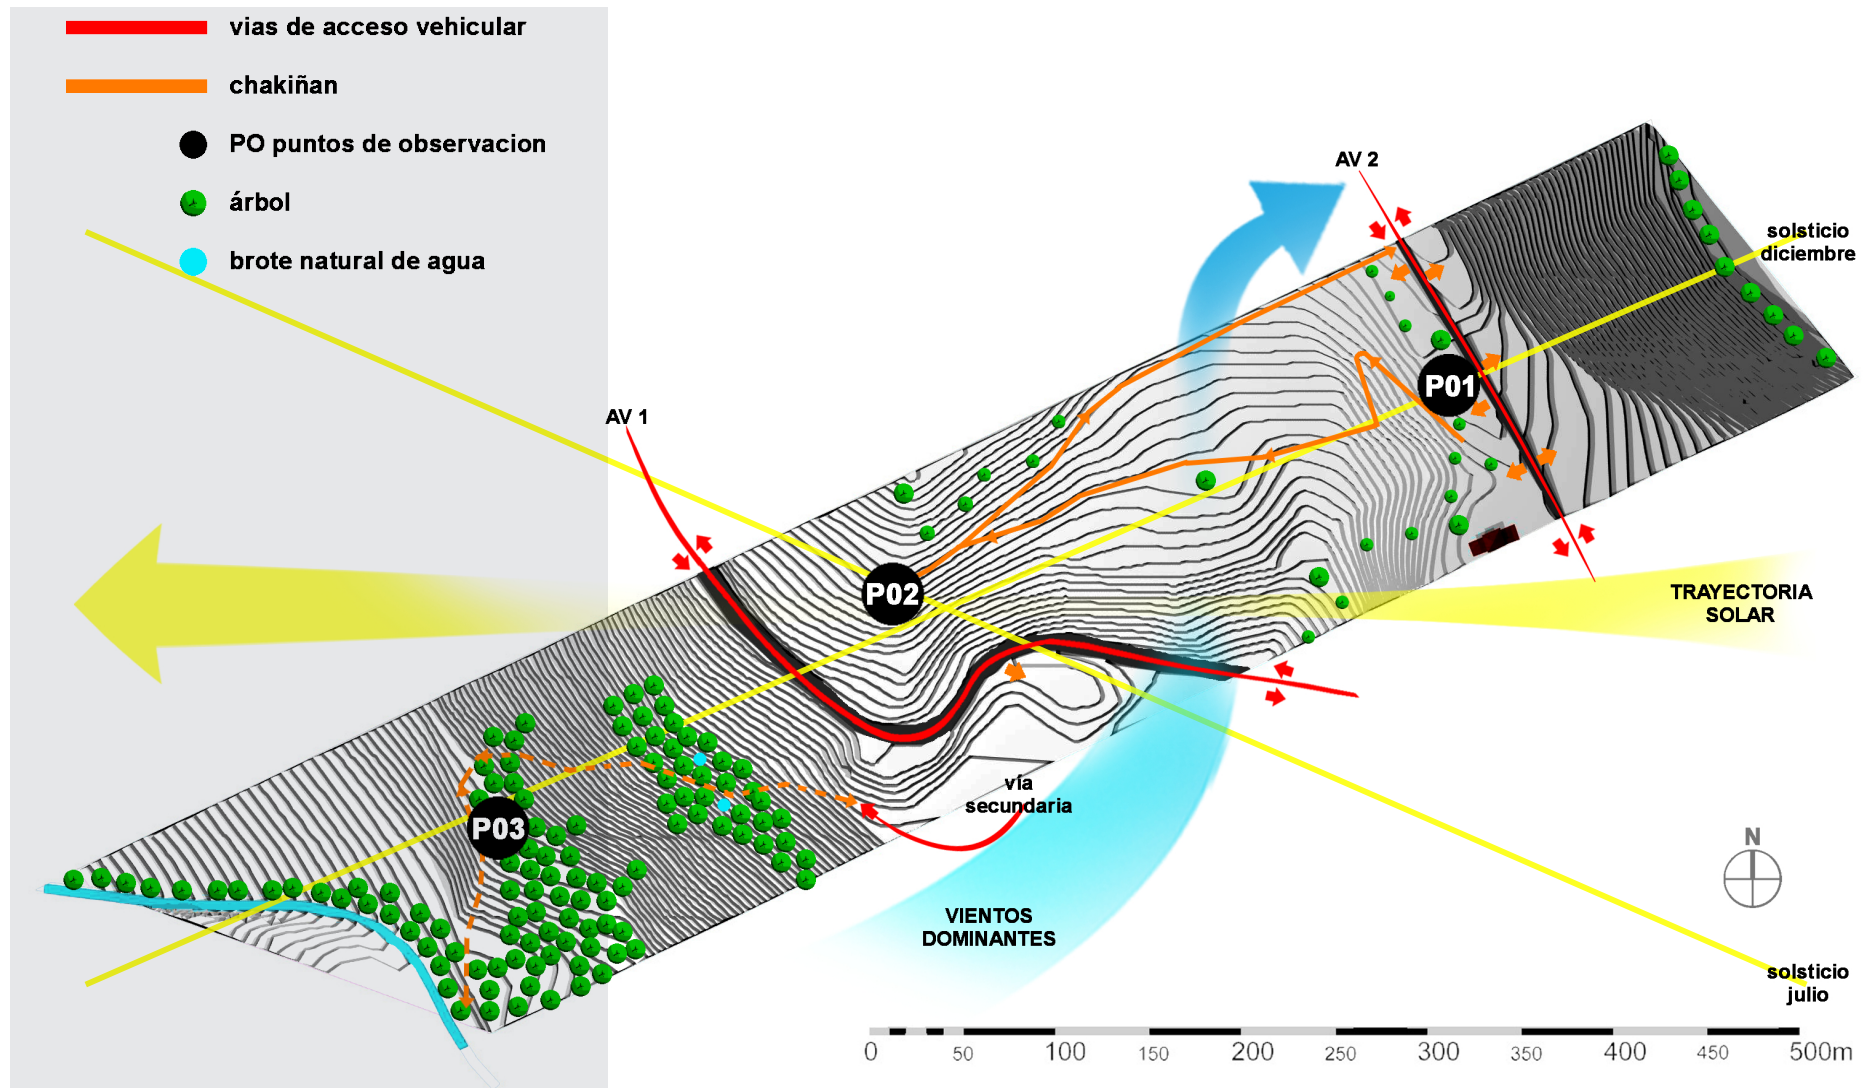 vias de acceso vehicular
chakiñan
PO puntos de observacion
árbol
brote natural de agua
AV 2
solsticio
diciembre
P01
AV 1
P02
TRAYECTORIA
SOLAR
vía
secundaria
P03
N
VIENTOS
DOMINANTES
solsticio
julio
0 50 100 150 200 250 300 350 400 450 500m